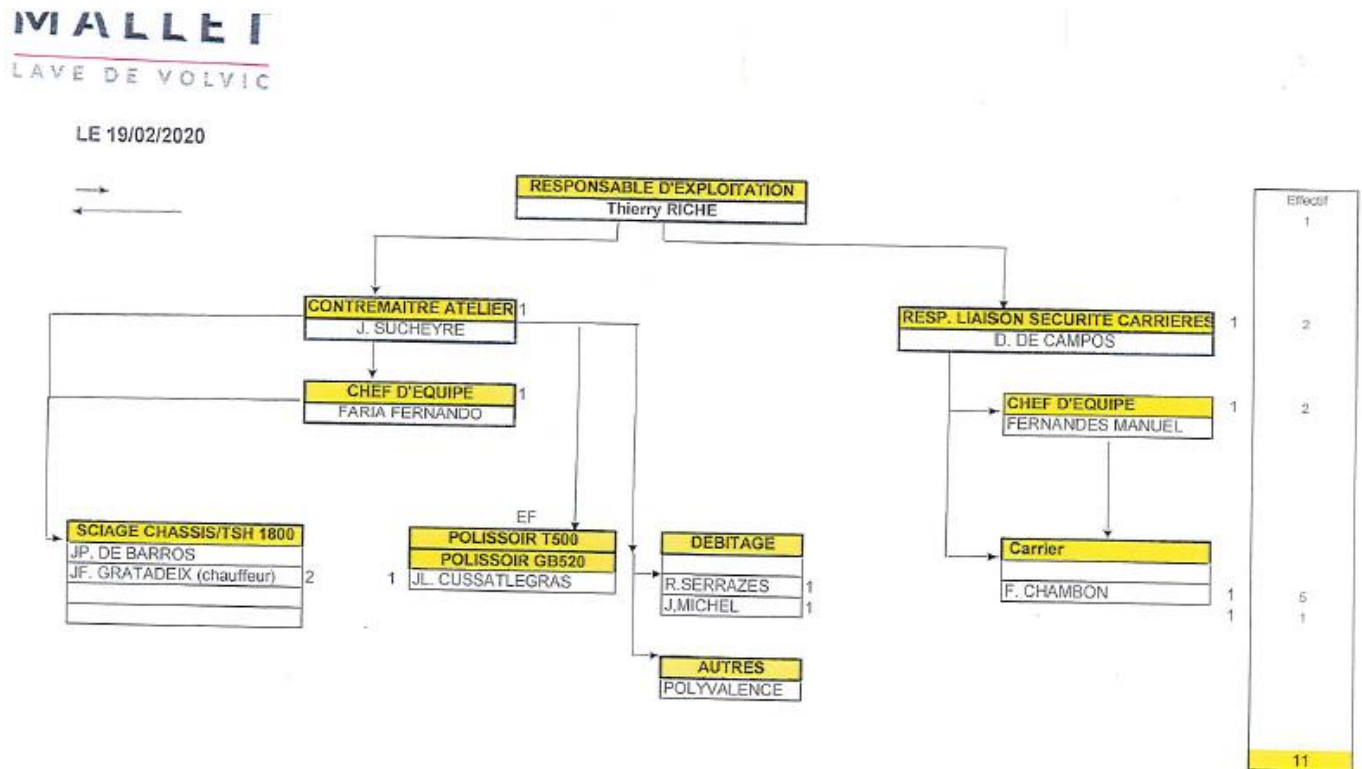 MALLET
LAVE DE VOLVIC
LE 19/02/2020
RESPONSABLE D'EXPLOITATION
Thierry RICHE
Effectif
1
CONTREMAITRE ATELIER 1
J. SUCHEYRE
RESP. LIAISON SECURITE CARRIERES 1 2
D. DE CAMPOS
CHEF D'EQUIPE 1
FARIA FERNANDO
CHEF D'EQUIPE 1 2
FERNANDES MANUEL
SCIAGE CHASSIS/TSH 1800
JP. DE BARROS
JF. GRATADEIX (chauffeur) 2
EF
POLISSOIR T500
POLISSOIR GB520
1 JL. CUSSATLEGRAS
DEBITAGE
R.SERRAZES 1
J,MICHEL 1
Carrier
F. CHAMBON 1 5
1 1
AUTRES
POLYVALENCE
11